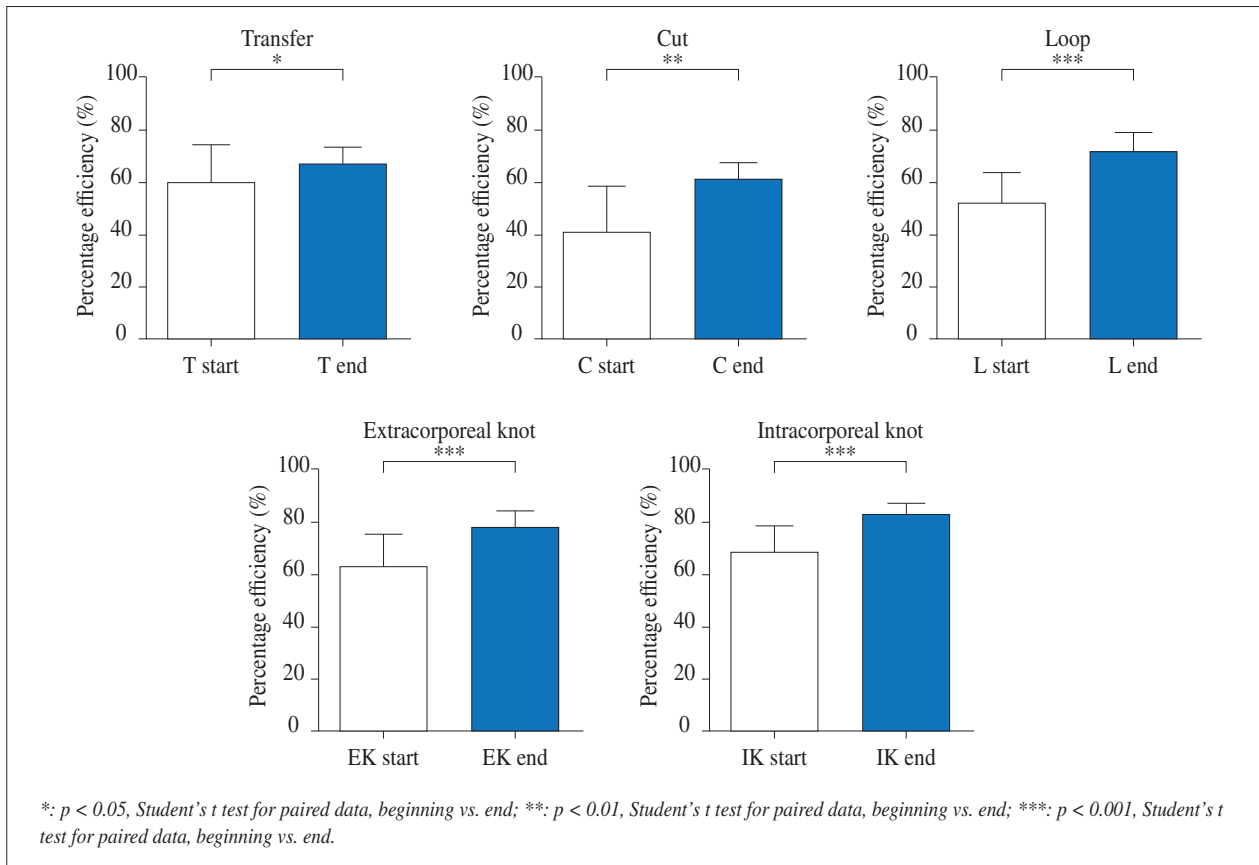 Transfer
*
Percentage efficiency (%)
100
80
60
40
20
0
T start
T end
Cut
**
Percentage efficiency (%)
100
80
60
40
20
0
C start
C end
Loop
***
Percentage efficiency (%)
100
80
60
40
20
0
L start
L end
Extracorporeal knot
***
Percentage efficiency (%)
100
80
60
40
20
0
EK start
EK end
Intracorporeal knot
***
Percentage efficiency (%)
100
80
60
40
20
0
IK start
IK end
*: p < 0.05, Student’s t test for paired data, beginning vs. end; **: p < 0.01, Student’s t test for paired data, beginning vs. end; ***: p < 0.001, Student’s t
test for paired data, beginning vs. end.